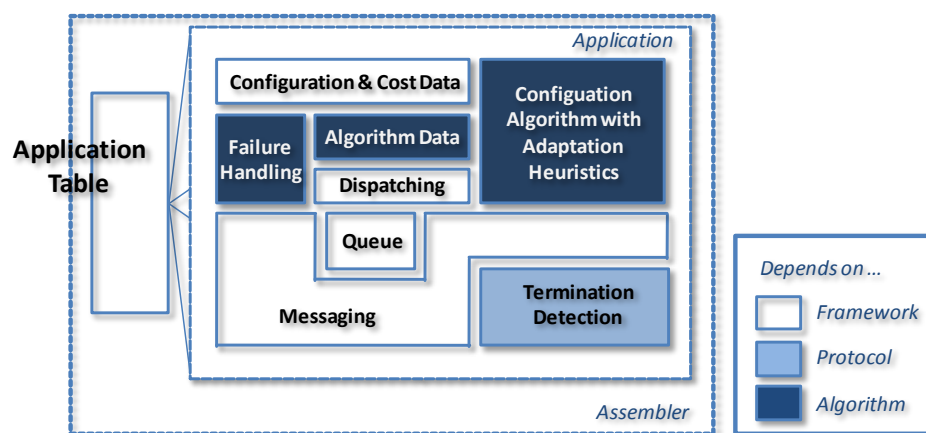 Application
Configuration & Cost Data
Configuation
Algorithm with
Adaptation
Heuristics
Failure
Handling
Algorithm Data
Dispatching
Application
Table
Queue
Messaging
Termination
Detection
Assembler
Depends on ...
Framework
Protocol
Algorithm